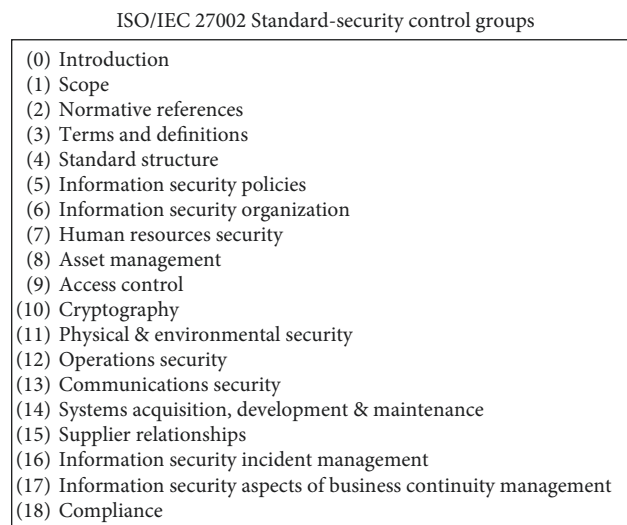 ISO/IEC 27002 Standard-security control groups
(0) Introduction
(1) Scope
(2) Normative references
(3) Terms and definitions
(4) Standard structure
(5) Information security policies
(6) Information security organization
(7) Human resources security
(8) Asset management
(9) Access control
(10) Cryptography
(11) Physical & environmental security
(12) Operations security
(13) Communications security
(14) Systems acquisition, development & maintenance
(15) Supplier relationships
(16) Information security incident management
(17) Information security aspects of business continuity management
(18) Compliance